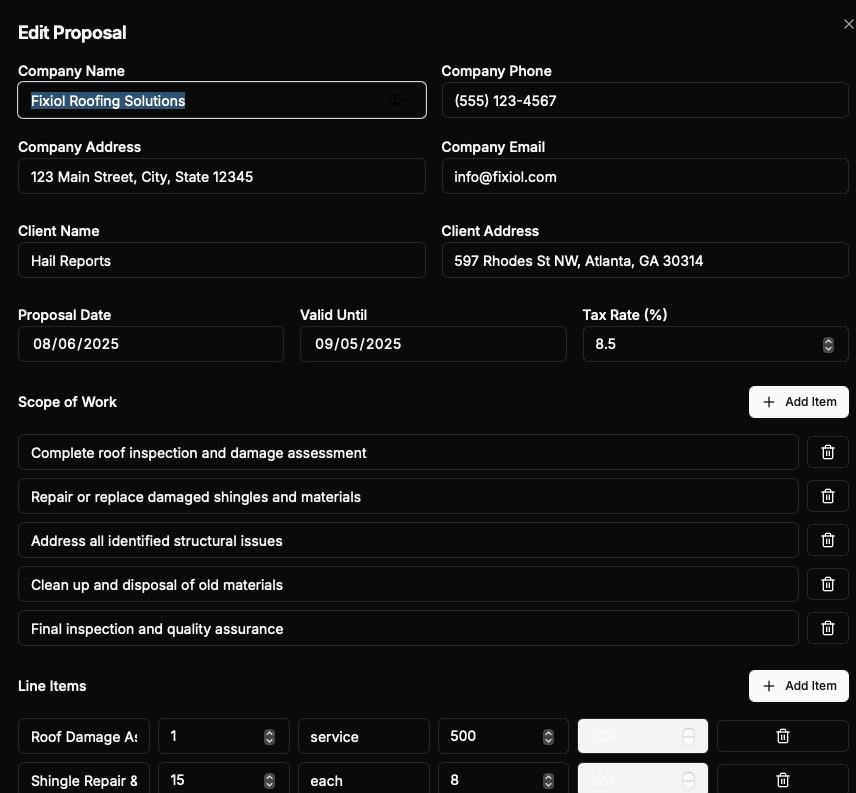 Edit Proposal
Company Name
Company Phone
Fixiol Roofing Solutions
(555) 123-4567
Company Address
Company Email
123 Main Street, City, State 12345
info@fixiol.com
Client Name
Client Address
Hail Reports
597 Rhodes St NW, Atlanta, GA 30314
Proposal Date
Valid Until
Tax Rate (%)
08/06/2025
09/05/2025
8.5
Scope of Work
+ Add Item
Complete roof inspection and damage assessment
Repair or replace damaged shingles and materials
Address all identified structural issues
Clean up and disposal of old materials
Final inspection and quality assurance
Line Items
+ Add Item
Roof Damage As
1
service
500
500
Shingle Repair &
15
each
8
120